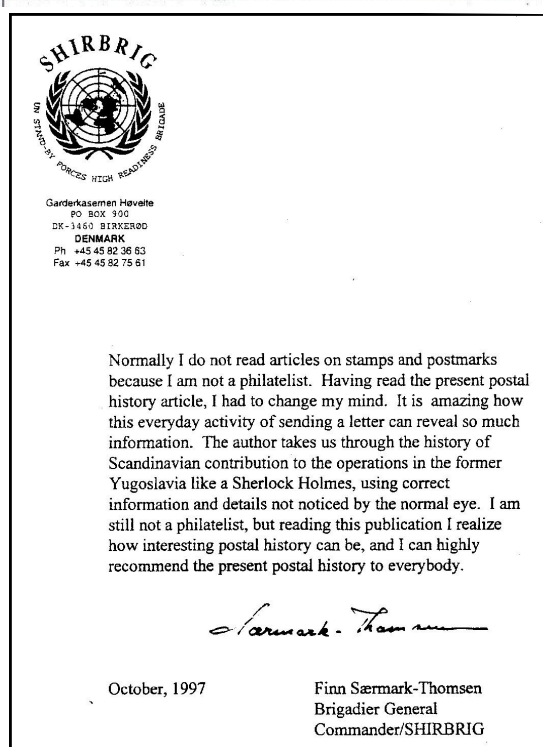 SHIRBRIG
UN STAND-BY FORCES HIGH READINESS BRIGADE
Garderkasernen Høvelte
PO BOX 900
DK-3460 BIRKERØD
DENMARK
Ph +45 45 82 36 63
Fax +45 45 82 75 61
Normally I do not read articles on stamps and postmarks
because I am not a philatelist. Having read the present postal
history article, I had to change my mind. It is amazing how
this everyday activity of sending a letter can reveal so much
information. The author takes us through the history of
Scandinavian contribution to the operations in the former
Yugoslavia like a Sherlock Holmes, using correct
information and details not noticed by the normal eye. I am
still not a philatelist, but reading this publication I realize
how interesting postal history can be, and I can highly
recommend the present postal history to everybody.
Særmark-Thomsen
October, 1997
Finn Særmark-Thomsen
Brigadier General
Commander/SHIRBRIG